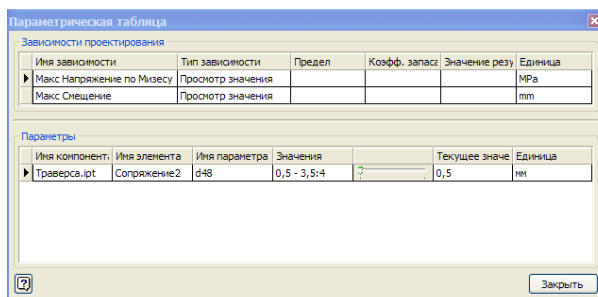 Параметрическая таблица
Зависимости проектирования
Имя зависимости Тип зависимости Предел Коэфф. запаса Значение резу Единица
Макс Напряжение по Мизесу Просмотр значения MPa
Макс Смещение Просмотр значения mm
Параметры
Имя компонент Имя элемента Имя параметра Значения Текущее значе Единица
Траверса.ipt Сопряжение2 d48 0,5 - 3,5:4 0,5 мм
Закрыть